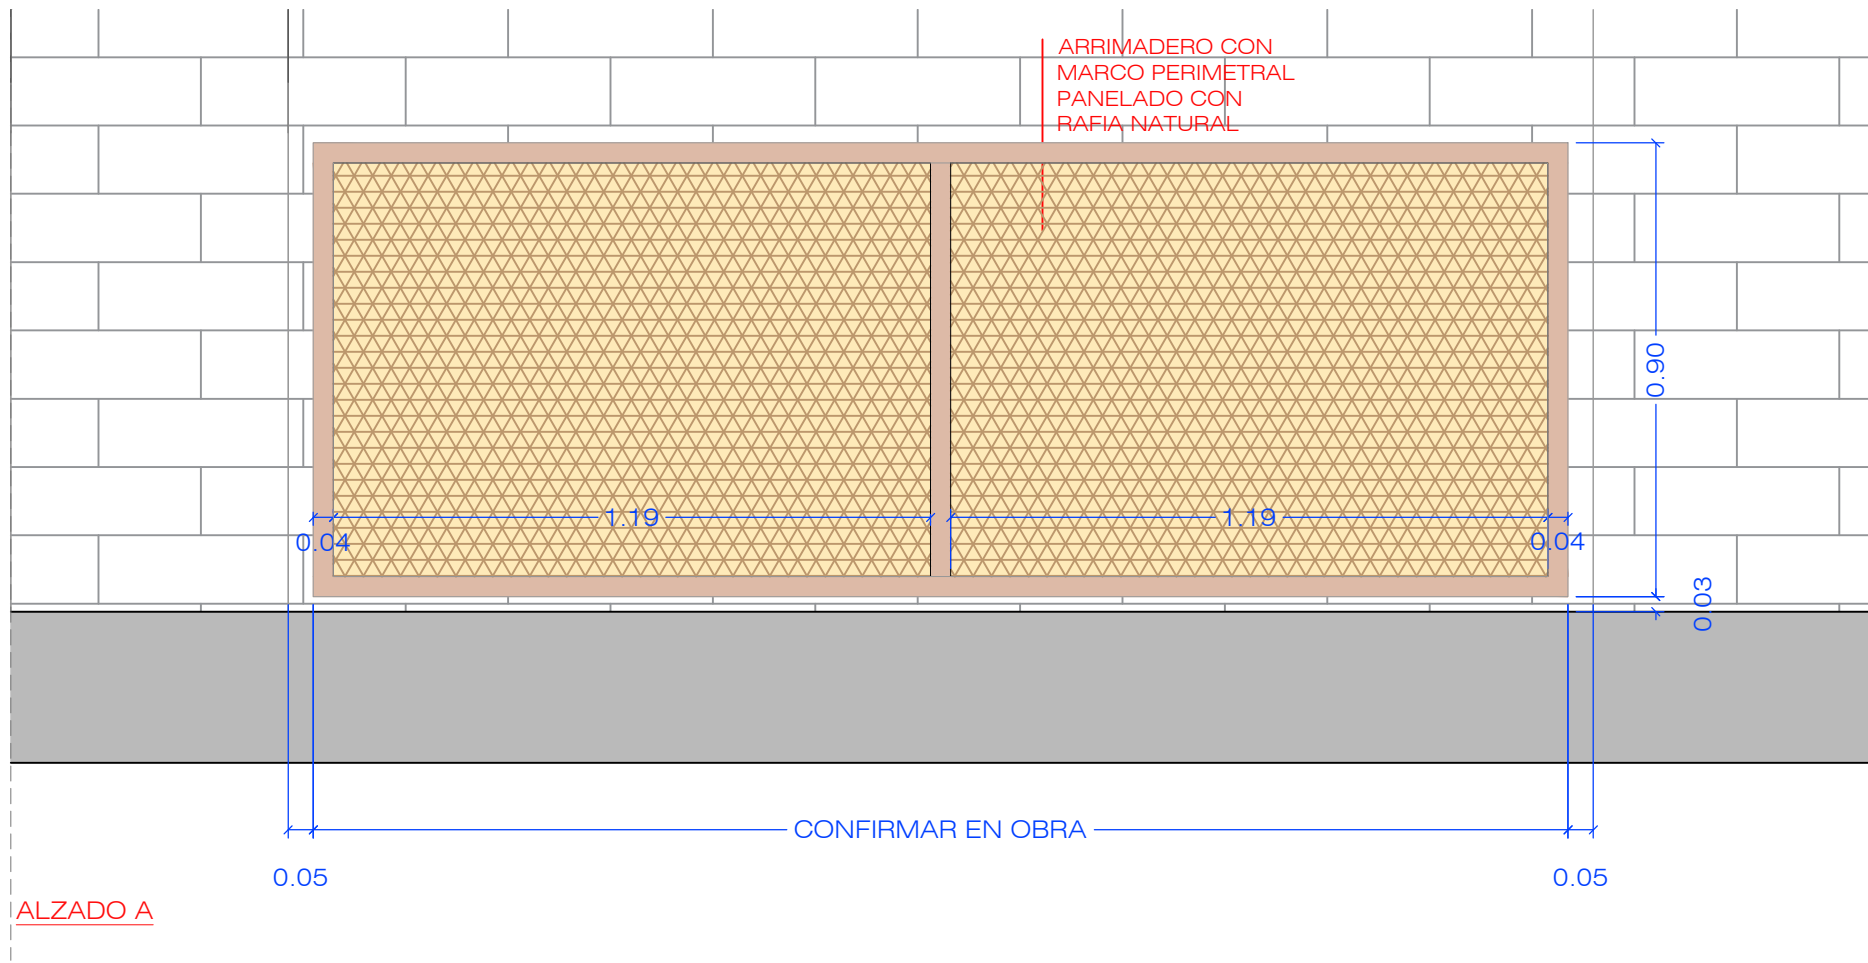 ARRIMADERO CON
MARCO PERIMETRAL
PANELADO CON
RAFIA NATURAL
0.90
1.19
1.19
0.04
0.04
0.03
CONFIRMAR EN OBRA
0.05
0.05
ALZADO A